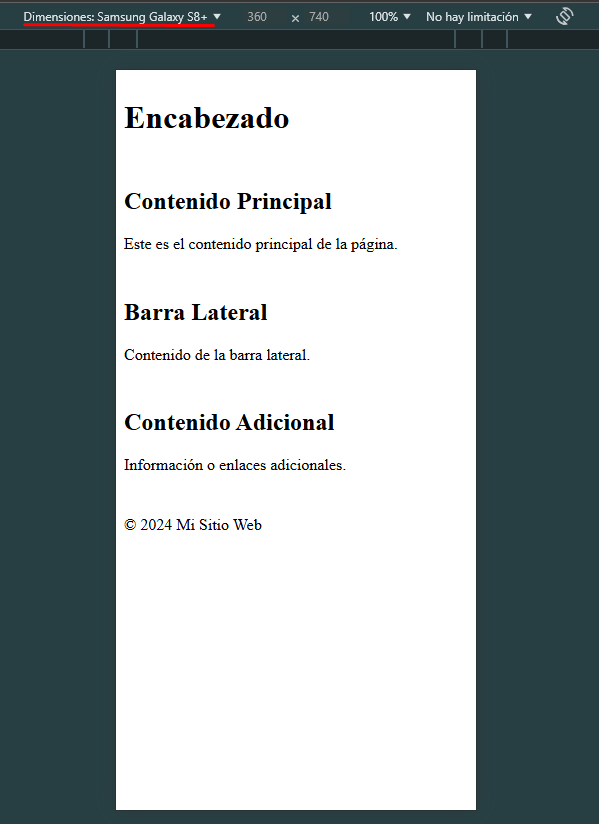 Dimensiones: Samsung Galaxy S8+ ▼ 360 × 740 100% ▼ No hay limitación ▼
Encabezado
Contenido Principal
Este es el contenido principal de la página.
Barra Lateral
Contenido de la barra lateral.
Contenido Adicional
Información o enlaces adicionales.
© 2024 Mi Sitio Web